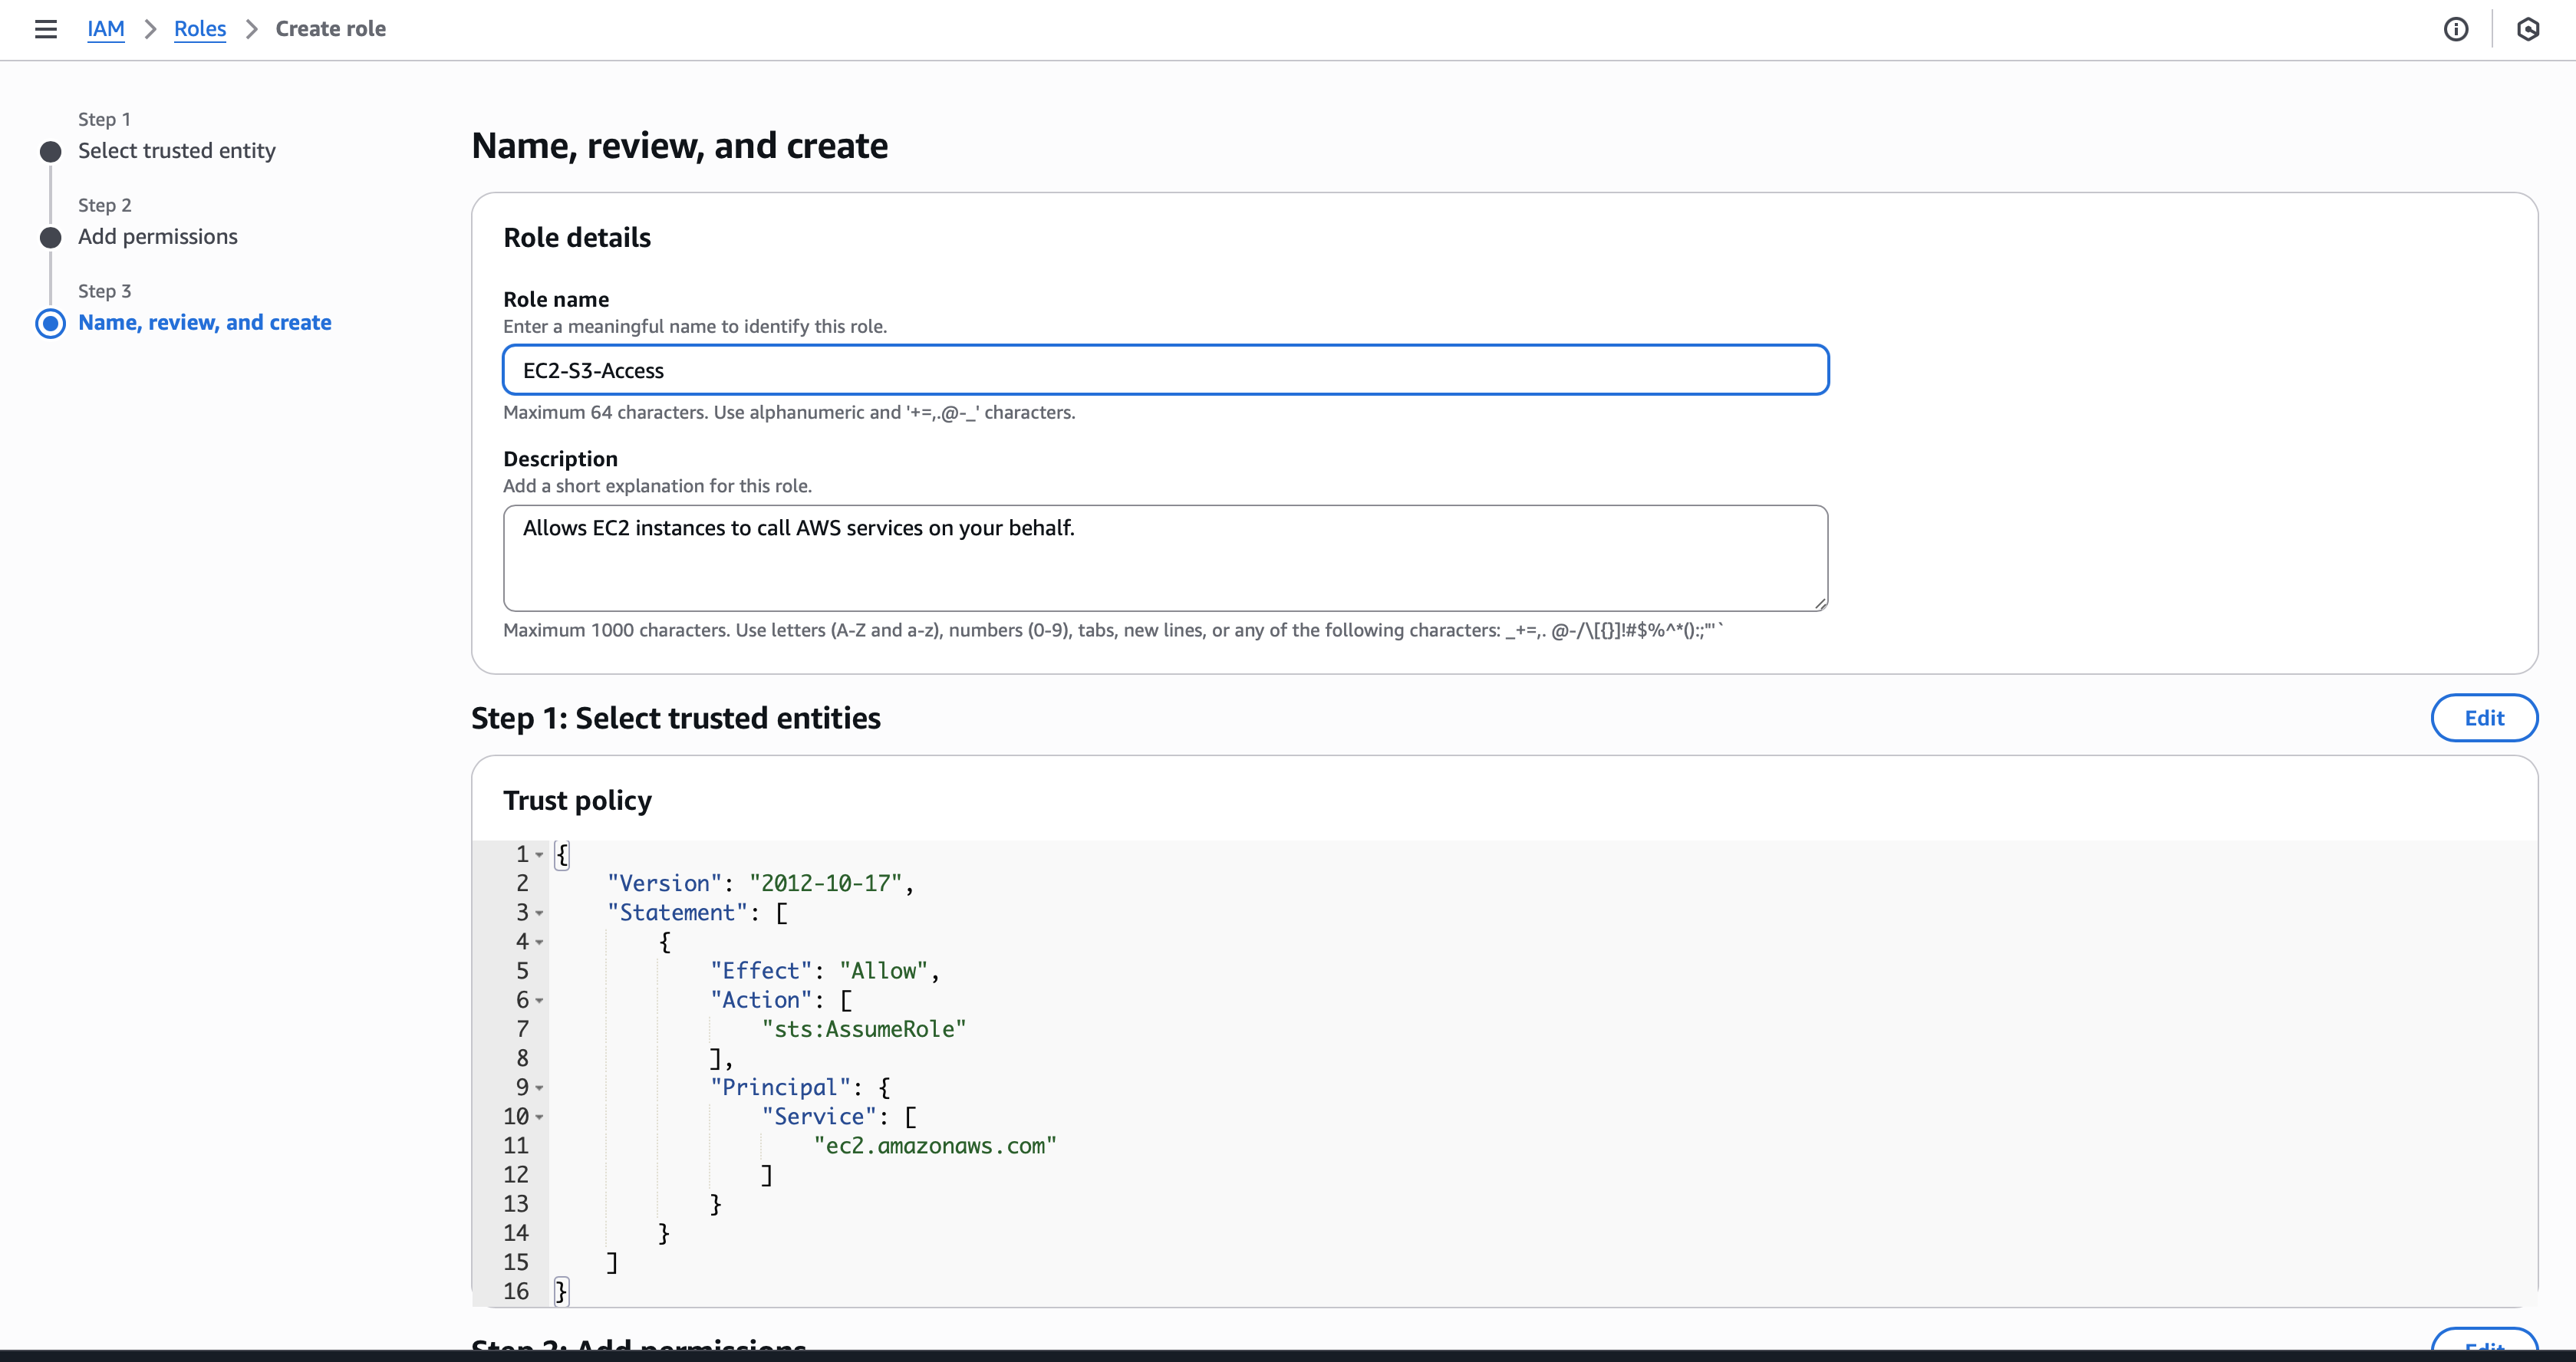 IAM > Roles > Create role
Step 1
Select trusted entity
Step 2
Add permissions
Step 3
Name, review, and create
Name, review, and create
Role details
Role name
Enter a meaningful name to identify this role.
EC2-S3-Access
Maximum 64 characters. Use alphanumeric and '+=,.@-_' characters.
Description
Add a short explanation for this role.
Allows EC2 instances to call AWS services on your behalf.
Maximum 1000 characters. Use letters (A-Z and a-z), numbers (0-9), tabs, new lines, or any of the following characters: _+=,. @-/\[{}]!#$%^*();:"'`
Step 1: Select trusted entities
Edit
Trust policy
1 {
2     "Version": "2012-10-17",
3     "Statement": [
4         {
5             "Effect": "Allow",
6             "Action": [
7                 "sts:AssumeRole"
8             ],
9             "Principal": {
10                 "Service": [
11                     "ec2.amazonaws.com"
12                 ]
13             }
14         }
15     ]
16 }
Step 2: Add permissions
Edit